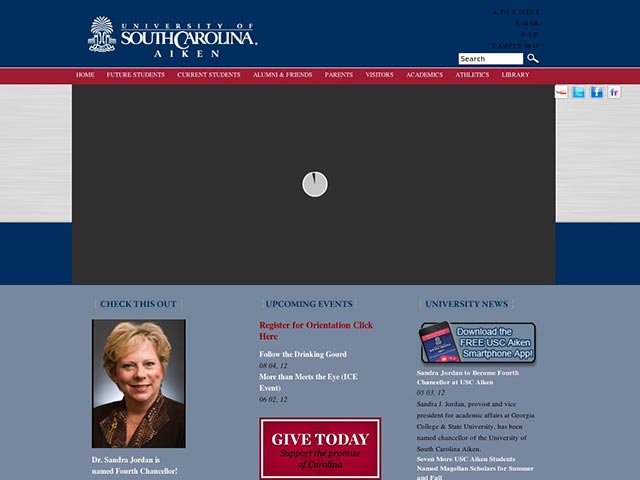 A TO Z INDEX
E-MAIL
V.I.P.
CAMPUS MAP
UNIVERSITY OF
SOUTH CAROLINA
AIKEN
Search
HOME FUTURE STUDENTS CURRENT STUDENTS ALUMNI & FRIENDS PARENTS VISITORS ACADEMICS ATHLETICS LIBRARY
CHECK THIS OUT
Dr. Sandra Jordan is
named Fourth Chancellor!
UPCOMING EVENTS
Register for Orientation Click
Here
Follow the Drinking Gourd
08 04, 12
More than Meets the Eye (ICE
Event)
06 02, 12
GIVE TODAY
Support the promise
of Carolina
UNIVERSITY NEWS
Download the
FREE USC Aiken
Smartphone App!
Sandra Jordan to Become Fourth
Chancellor at USC Aiken
05 03, 12
Sandra J. Jordan, provost and vice
president for academic affairs at Georgia
College & State University, has been
named chancellor of the University of
South Carolina Aiken.
Seven More USC Aiken Students
Named Magellan Scholars for Summer
and Fall